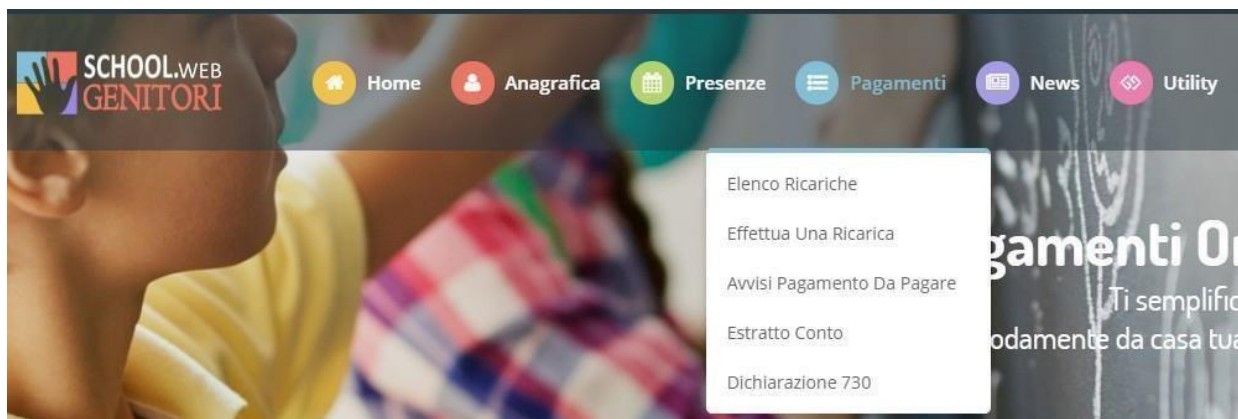 SCHOOL.WEB
GENITORI
Home
Anagrafica
Presenze
Pagamenti
News
Utility
Elenco Ricariche
Effettua Una Ricarica
Avvisi Pagamento Da Pagare
Estratto Conto
Dichiarazione 730
gamenti O
Ti semplific
odamente da casa tua